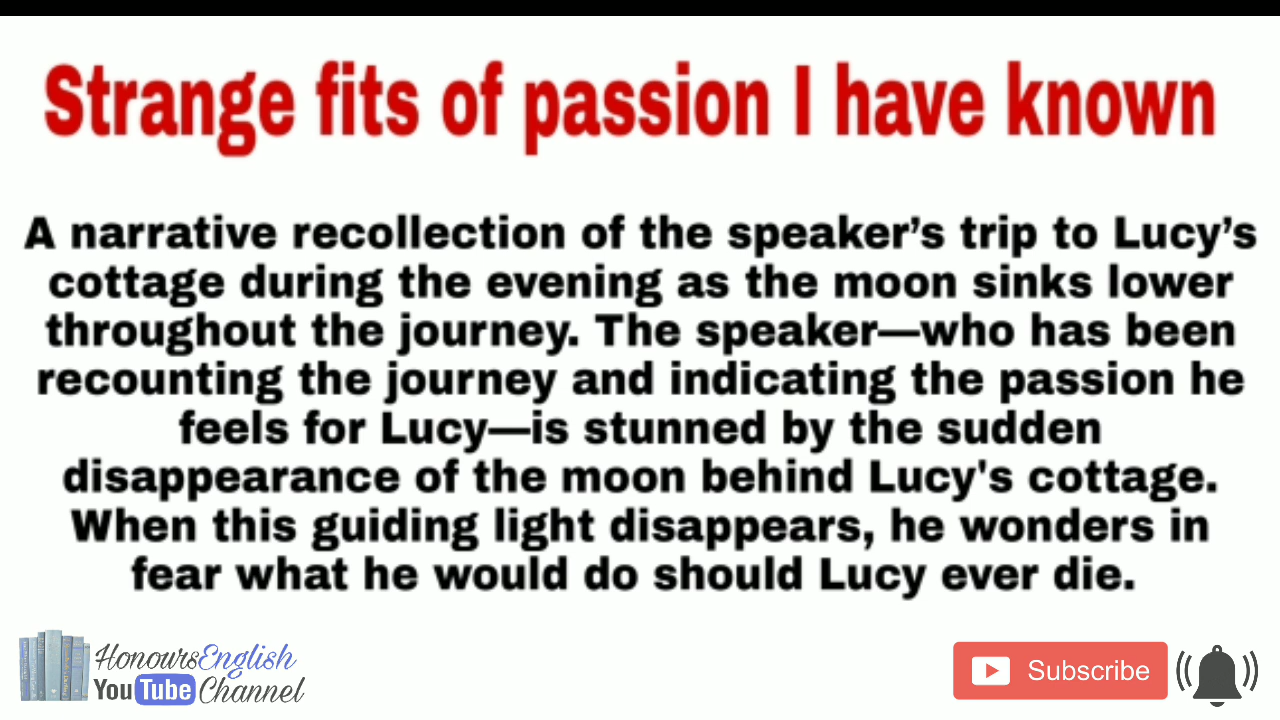 Strange fits of passion I have known
A narrative recollection of the speaker’s trip to Lucy’s
cottage during the evening as the moon sinks lower
throughout the journey. The speaker—who has been
recounting the journey and indicating the passion he
feels for Lucy—is stunned by the sudden
disappearance of the moon behind Lucy's cottage.
When this guiding light disappears, he wonders in
fear what he would do should Lucy ever die.
HonoursEnglish
YouTube Channel
Subscribe